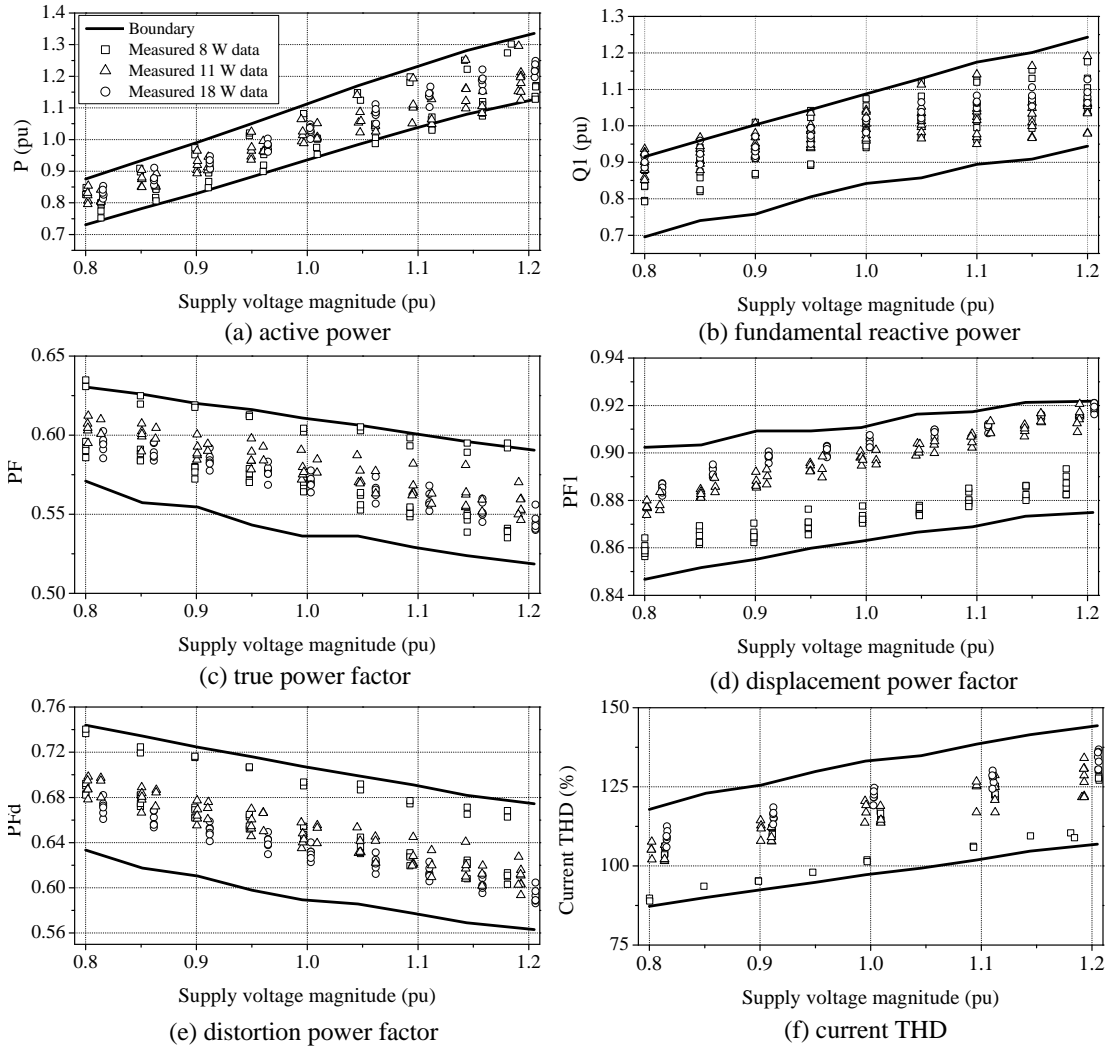 1.4
1.3
1.2
1.1
1.0
0.9
0.8
0.7
P (pu)
Boundary
Measured 8 W data
Measured 11 W data
Measured 18 W data
0.8 0.9 1.0 1.1 1.2
Supply voltage magnitude (pu)
(a) active power
1.3
1.2
1.1
1.0
0.9
0.8
0.7
0.6
Q1 (pu)
0.8 0.9 1.0 1.1 1.2
Supply voltage magnitude (pu)
(b) fundamental reactive power
0.65
0.60
0.55
0.50
PF
0.8 0.9 1.0 1.1 1.2
Supply voltage magnitude (pu)
(c) true power factor
0.94
0.92
0.90
0.88
0.86
0.84
PF1
0.8 0.9 1.0 1.1 1.2
Supply voltage magnitude (pu)
(d) displacement power factor
0.76
0.72
0.68
0.64
0.60
0.56
PFd
0.8 0.9 1.0 1.1 1.2
Supply voltage magnitude (pu)
(e) distortion power factor
150
125
100
75
Current THD (%)
0.8 0.9 1.0 1.1 1.2
Supply voltage magnitude (pu)
(f) current THD